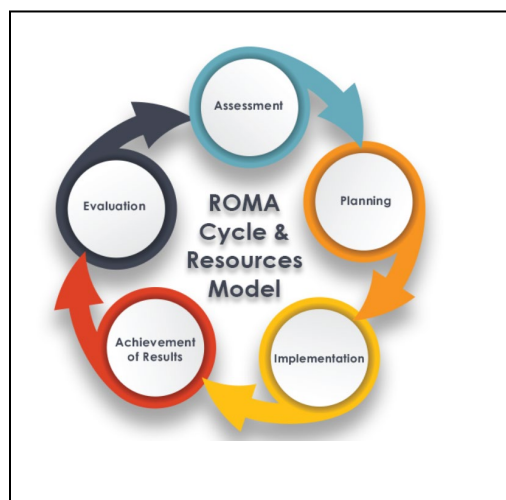 Assessment
Planning
Implementation
Achievement
of Results
Evaluation
ROMA
Cycle &
Resources
Model